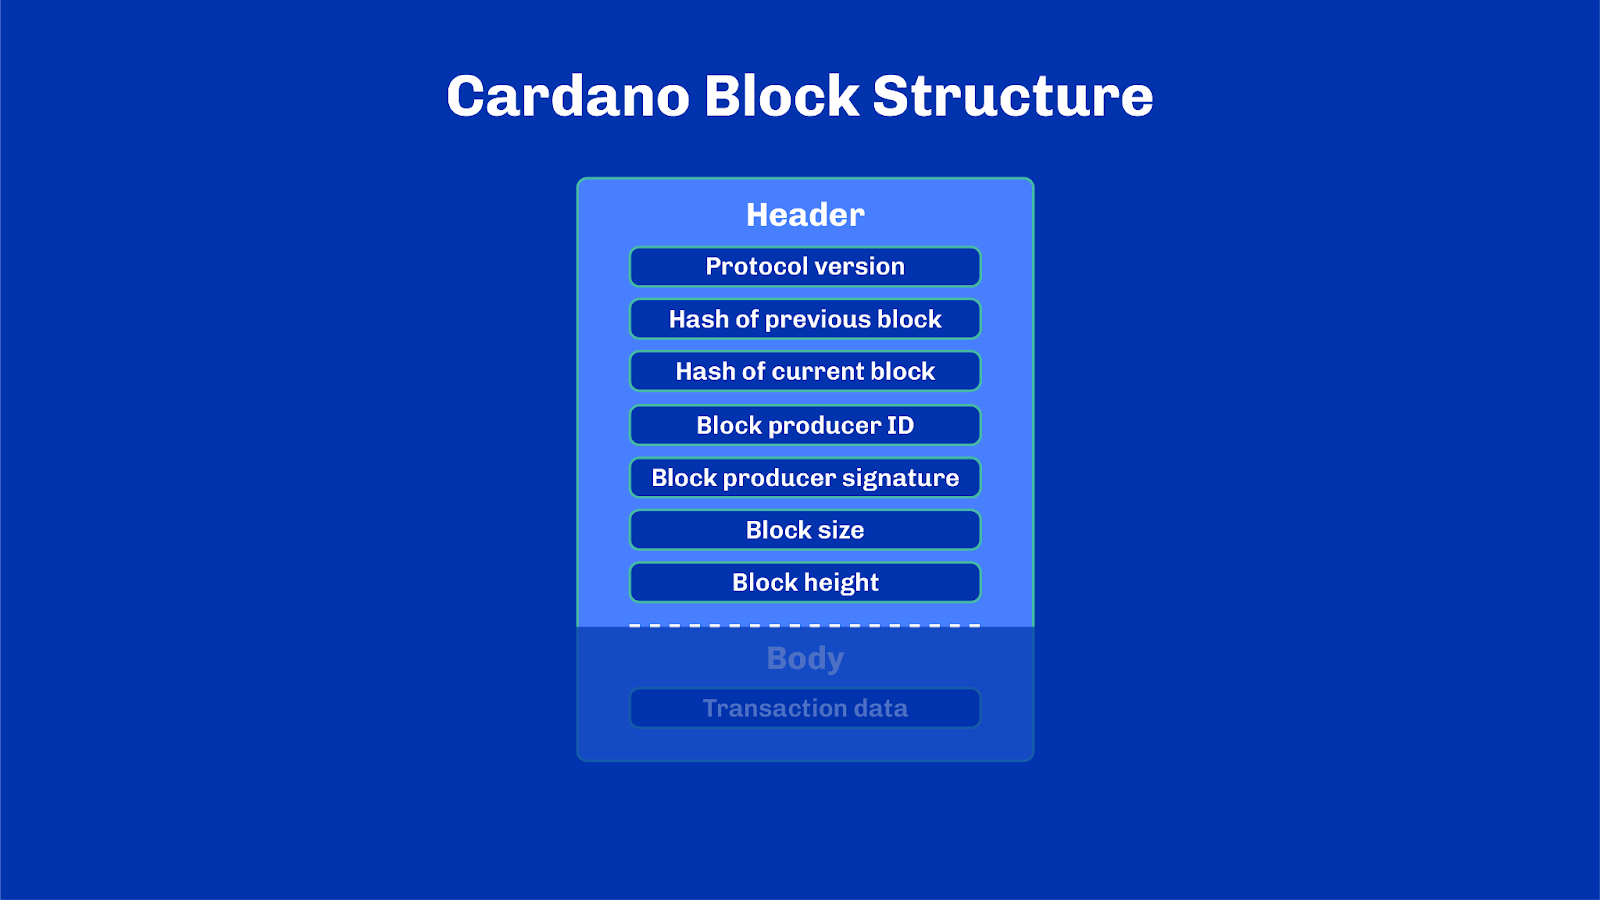 Cardano Block Structure
Header
Protocol version
Hash of previous block
Hash of current block
Block producer ID
Block producer signature
Block size
Block height
Body
Transaction data